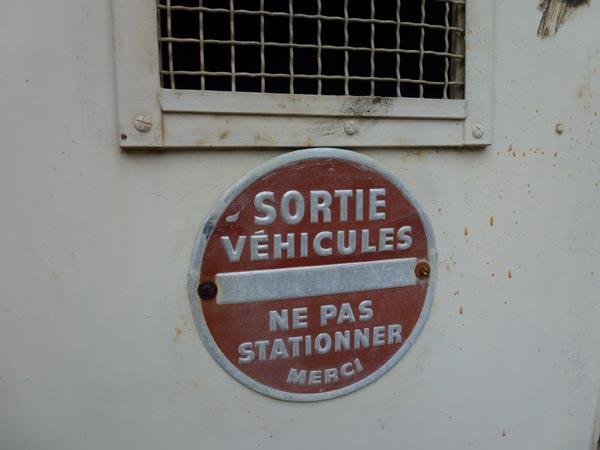 SORTIE
VÉHICULES
NE PAS
STATIONNER
MERCI